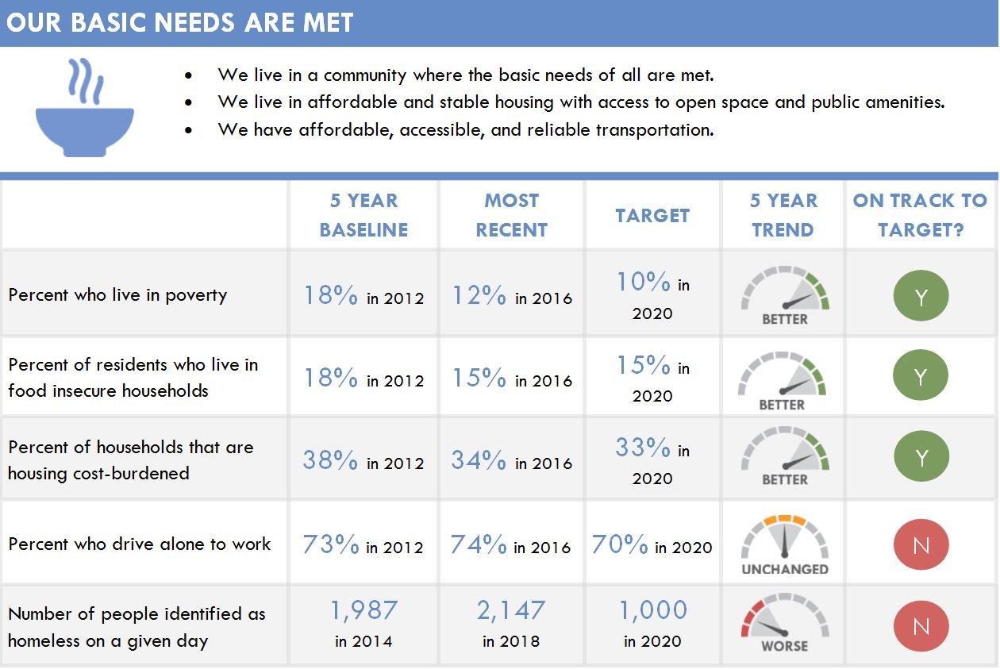 OUR BASIC NEEDS ARE MET
• We live in a community where the basic needs of all are met.
• We live in affordable and stable housing with access to open space and public amenities.
• We have affordable, accessible, and reliable transportation.
5 YEAR
BASELINE
MOST
RECENT
TARGET
5 YEAR
TREND
ON TRACK TO
TARGET?
Percent who live in poverty
18% in 2012
12% in 2016
10% in
2020
BETTER
Y
Percent of residents who live in
food insecure households
18% in 2012
15% in 2016
15% in
2020
BETTER
Y
Percent of households that are
housing cost-burdened
38% in 2012
34% in 2016
33% in
2020
BETTER
Y
Percent who drive alone to work
73% in 2012
74% in 2016
70% in 2020
UNCHANGED
N
Number of people identified as
homeless on a given day
1,987
in 2014
2,147
in 2018
1,000
in 2020
WORSE
N